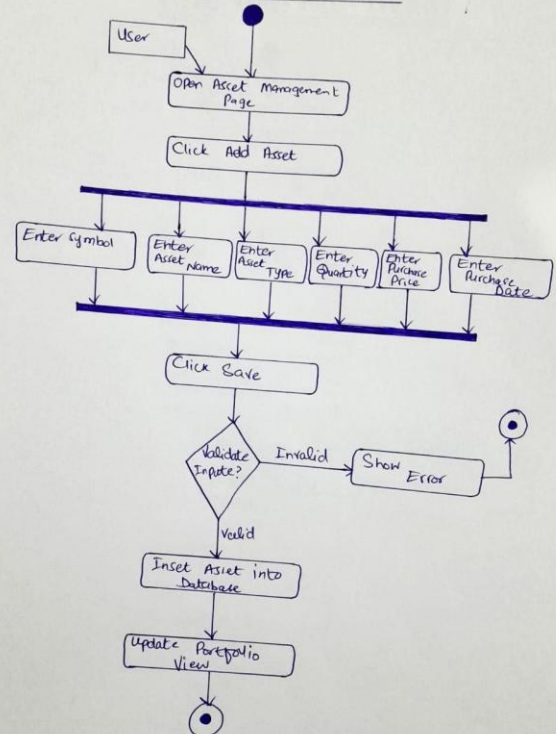 User
Open Asset Management
Page
Click Add Asset
Enter Symbol
Enter
Asset Name
Enter
Asset Type
Enter
Quantity
Enter
Purchase
Price
Enter
Purchase
Date
Click Save
Validate
Inputs?
Invalid
Show
Error
Valid
Inset Asset into
Database
Update Portfolio
View